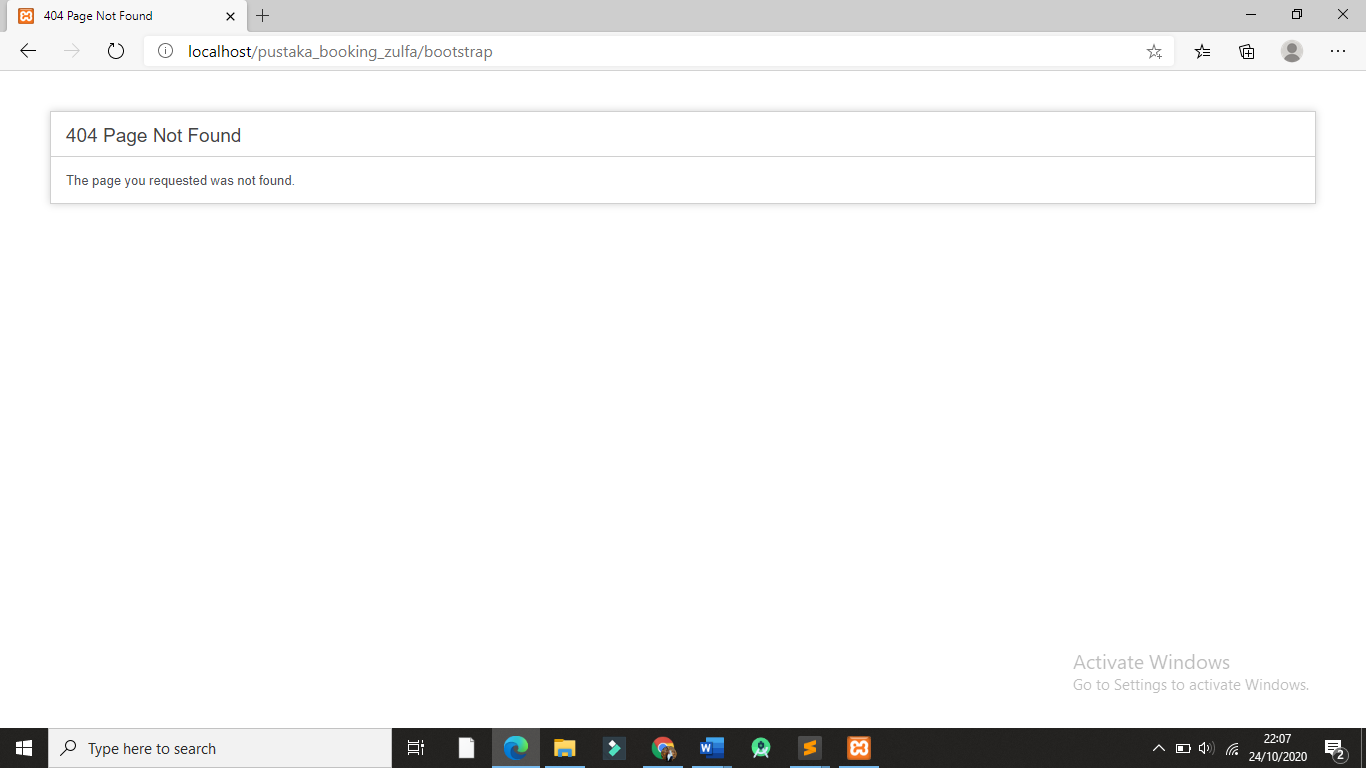 404 Page Not Found
localhost/pustaka_booking_zulfa/bootstrap
404 Page Not Found
The page you requested was not found.
Activate Windows
Go to Settings to activate Windows.
Type here to search
W
22:07
24/10/2020
2